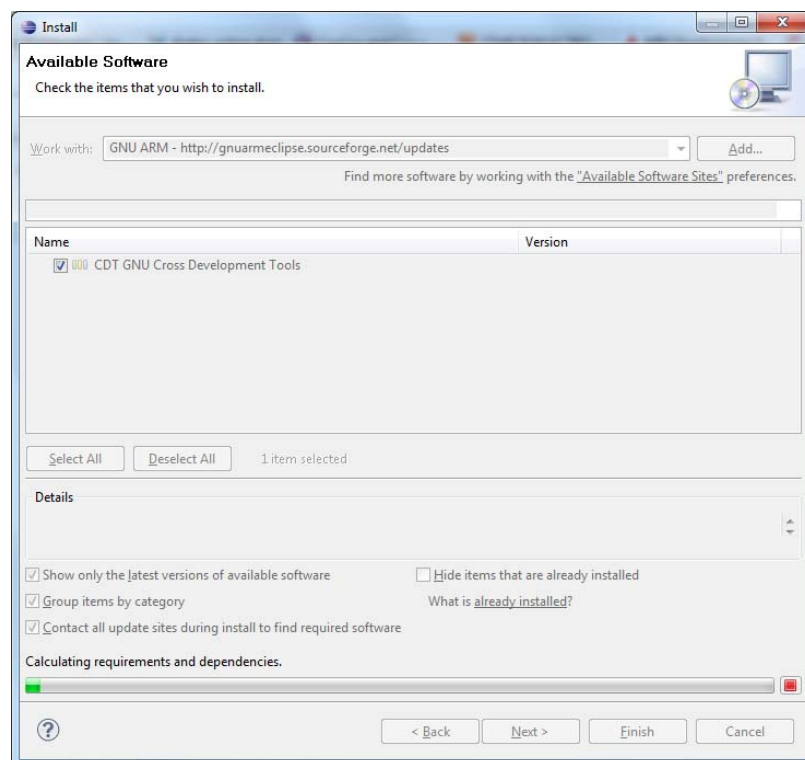 Install
Available Software
Check the items that you wish to install.
Work with: GNU ARM - http://gnuarmeclipse.sourceforge.net/updates Add...
Find more software by working with the "Available Software Sites" preferences.
Name Version
CDT GNU Cross Development Tools
Select All Deselect All 1 item selected
Details
Show only the latest versions of available software Hide items that are already installed
Group items by category What is already installed?
Contact all update sites during install to find required software
Calculating requirements and dependencies.
? < Back Next > Finish Cancel